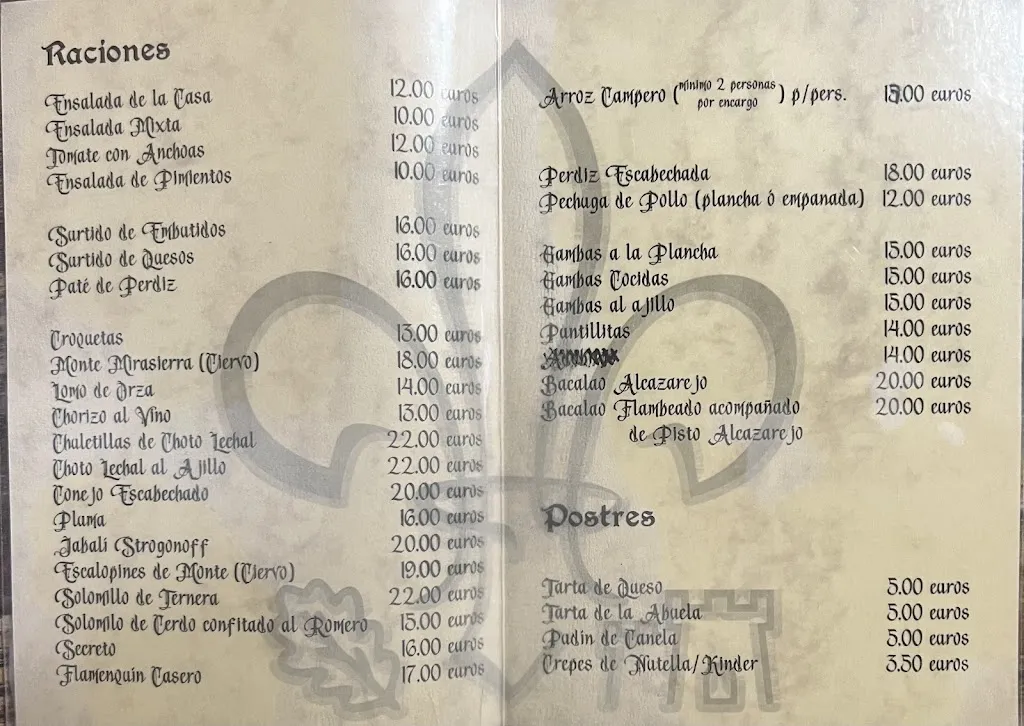 Raciones
Ensalada de la Casa 12.00 euros
Ensalada Mixta 10.00 euros
Tomate con Anchoas 12.00 euros
Ensalada de Pimientos 10.00 euros
Surtido de Embutidos 16.00 euros
Surtido de Quesos 16.00 euros
Paté de Perdiz 16.00 euros
Croquetas 13.00 euros
Monte Mirasierra (Ciervo) 18.00 euros
Lomo de Orza 14.00 euros
Chorizo al Vino 13.00 euros
Chuletillas de Choto Lechal 22.00 euros
Choto Lechal al Ajillo 22.00 euros
Conejo Escabechado 20.00 euros
Pluma 16.00 euros
Jabalí Strogonoff 20.00 euros
Escalopines de Monte (Ciervo) 19.00 euros
Solomillo de Ternera 22.00 euros
Solomilo de Cerdo confitado al Romero 15.00 euros
Secreto 16.00 euros
Flamenquín Casero 17.00 euros
Arroz Campero (mínimo 2 personas por encargo) p/pers. euros
Perdiz Escabechada 18.00 euros
Pechuga de Pollo (plancha ó empanada) 12.00 euros
Gambas a la Plancha 15.00 euros
Gambas Cocidas 15.00 euros
Gambas al ajillo 15.00 euros
Puntillitas 14.00 euros
14.00 euros
Bacalao Alcazarejo 20.00 euros
Bacalao Flambeado acompañado 20.00 euros
de Pisto Alcazarejo
Postres
Tarta de Queso 5.00 euros
Tarta de la Abuela 5.00 euros
Pudin de Canela 5.00 euros
Crepes de Nutella/Kinder 3.50 euros